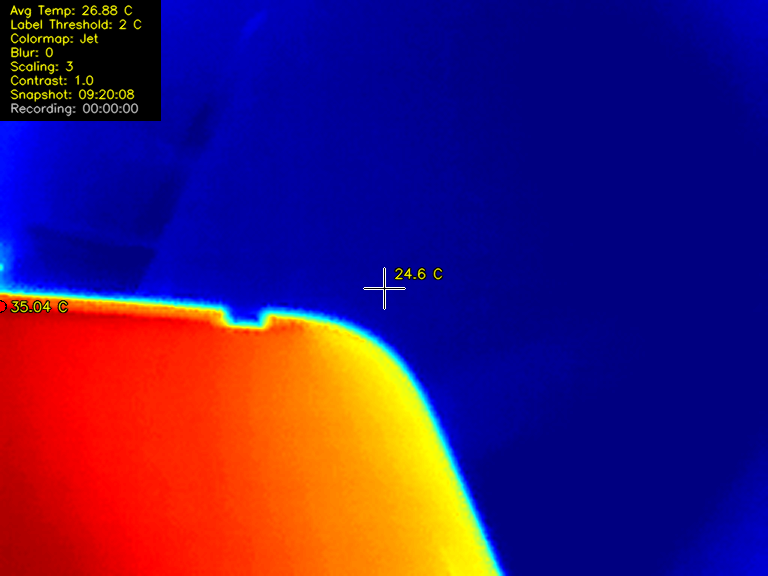 Avg Temp: 26.88 C
Label Threshold: 2 C
Colormap: Jet
Blur: 0
Scaling: 3
Contrast: 1.0
Snapshot: 09:20:08
Recording: 00:00:00
24.6 C
35.04 C